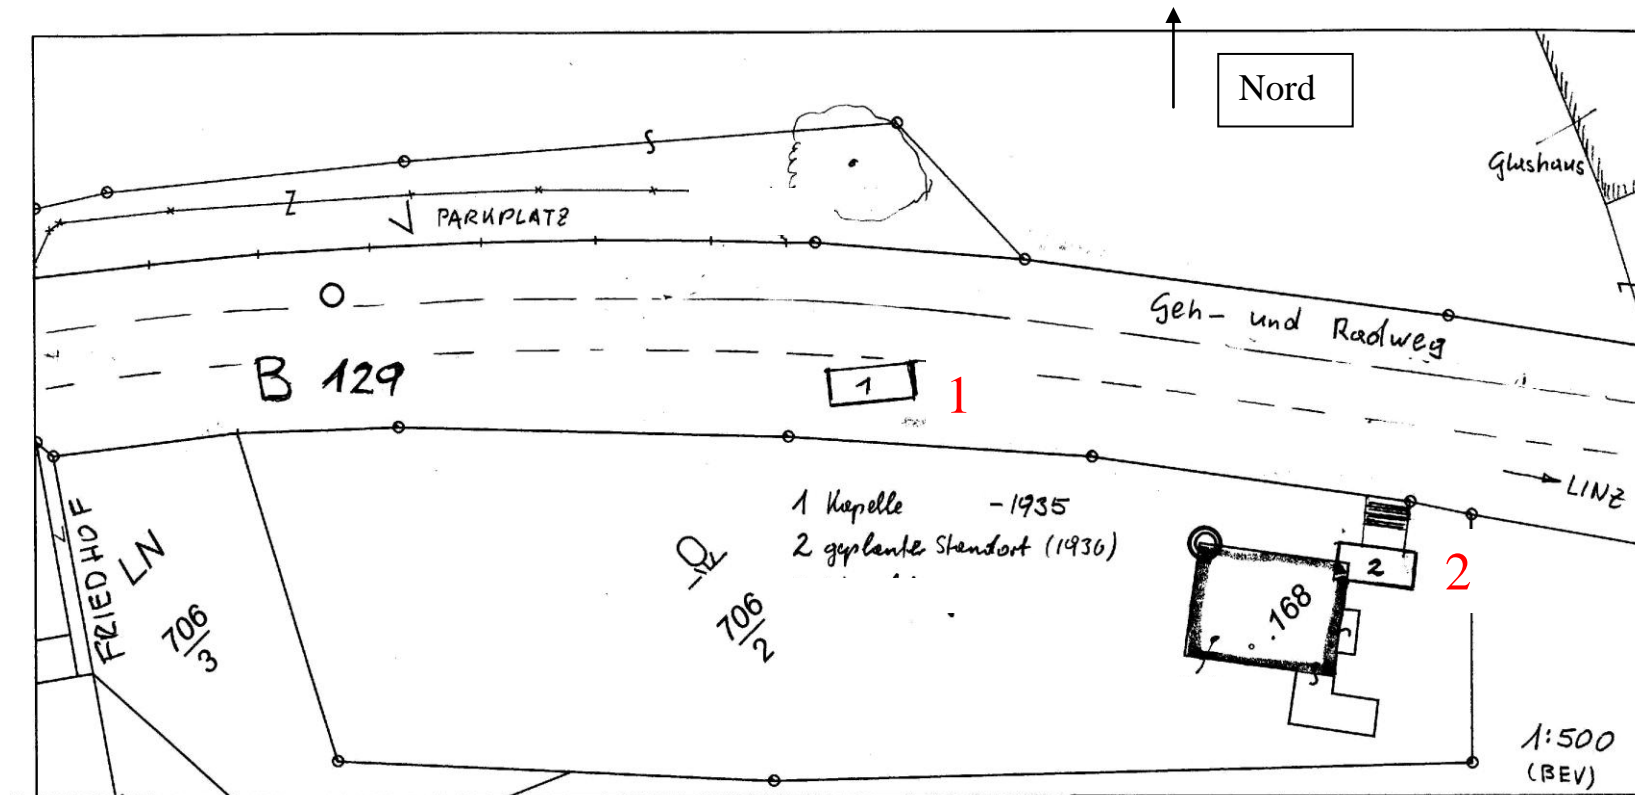 Nord
Glashaus
PARKPLATZ
Geh- und Radweg
B 129
1
1
LINZ
1 Kapelle -1935
2 geplanter Standort (1936)
2
2
FRIEDHOF
LN
706
3
706
2
.168
1:500
(BEV)